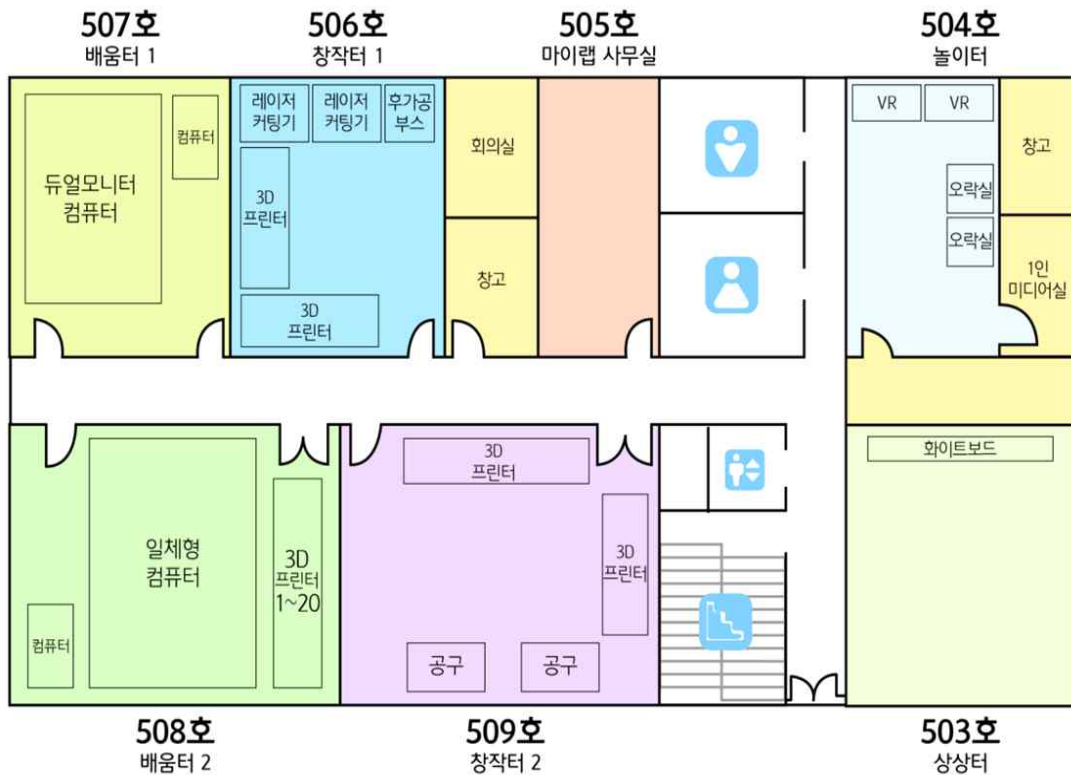 507호
배움터 1
506호
창작터 1
505호
마이랩 사무실
504호
놀이터
듀얼모니터
컴퓨터
컴퓨터
레이저
커팅기
레이저
커팅기
후가공
부스
3D
프린터
3D
프린터
회의실
창고
VR
VR
오락실
오락실
창고
1인
미디어실
일체형
컴퓨터
컴퓨터
3D
프린터
1~20
3D
프린터
3D
프린터
공구
공구
화이트보드
508호
배움터 2
509호
창작터 2
503호
상상터